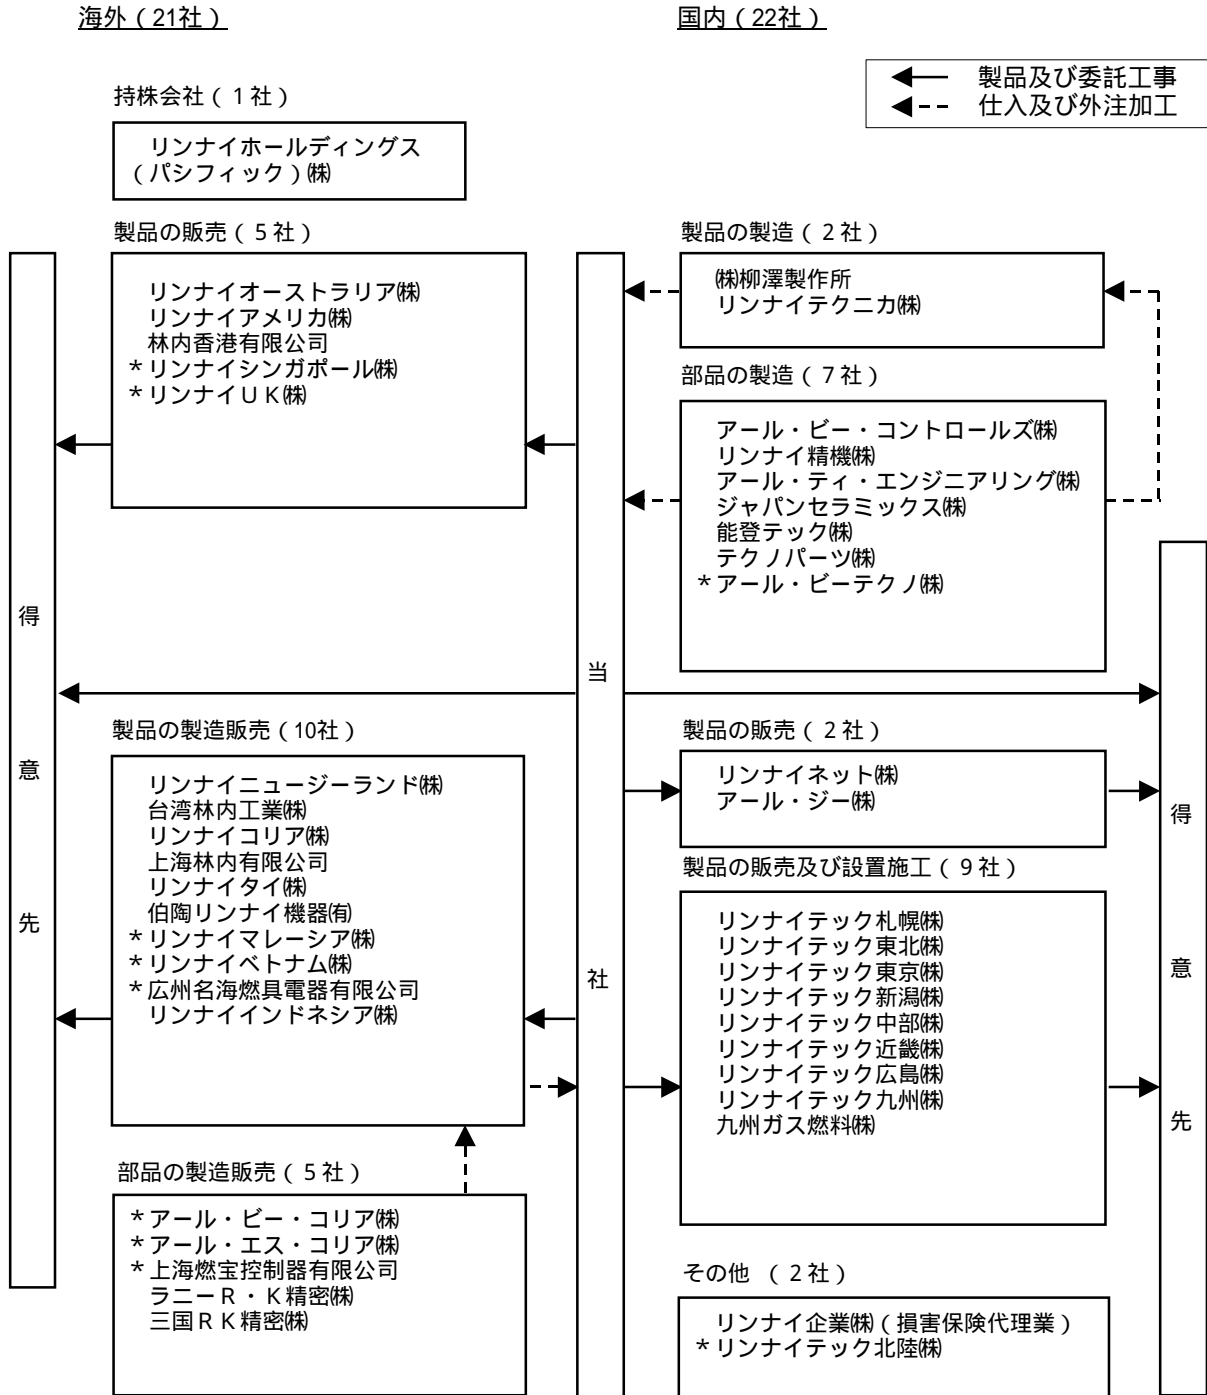 海外（21社）
国内（22社）
製品及び委託工事
仕入及び外注加工
持株会社（１社）
リンナイホールディングス
（パシフィック）㈱
製品の販売（５社）
リンナイオーストラリア㈱
リンナイアメリカ㈱
林内香港有限公司
＊リンナイシンガポール㈱
＊リンナイＵＫ㈱
製品の製造販売（10社）
リンナイニュージーランド㈱
台湾林内工業㈱
リンナイコリア㈱
上海林内有限公司
リンナイタイ㈱
伯陶リンナイ機器㈲
＊リンナイマレーシア㈱
＊リンナイベトナム㈱
＊広州名海燃具電器有限公司
リンナイインドネシア㈱
部品の製造販売（５社）
＊アール・ビー・コリア㈱
＊アール・エス・コリア㈱
＊上海燃宝控制器有限公司
ラニーＲ・Ｋ精密㈱
三国ＲＫ精密㈱
得意先
当社
製品の製造（２社）
㈱柳澤製作所
リンナイテクニカ㈱
部品の製造（７社）
アール・ビー・コントロールズ㈱
リンナイ精機㈱
アール・ティ・エンジニアリング㈱
ジャパンセラミックス㈱
能登テック㈱
テクノパーツ㈱
＊アール・ビーテクノ㈱
製品の販売（２社）
リンナイネット㈱
アール・ジー㈱
製品の販売及び設置施工（９社）
リンナイテック札幌㈱
リンナイテック東北㈱
リンナイテック東京㈱
リンナイテック新潟㈱
リンナイテック中部㈱
リンナイテック近畿㈱
リンナイテック広島㈱
リンナイテック九州㈱
九州ガス燃料㈱
その他　（２社）
リンナイ企業㈱（損害保険代理業）
＊リンナイテック北陸㈱
得意先